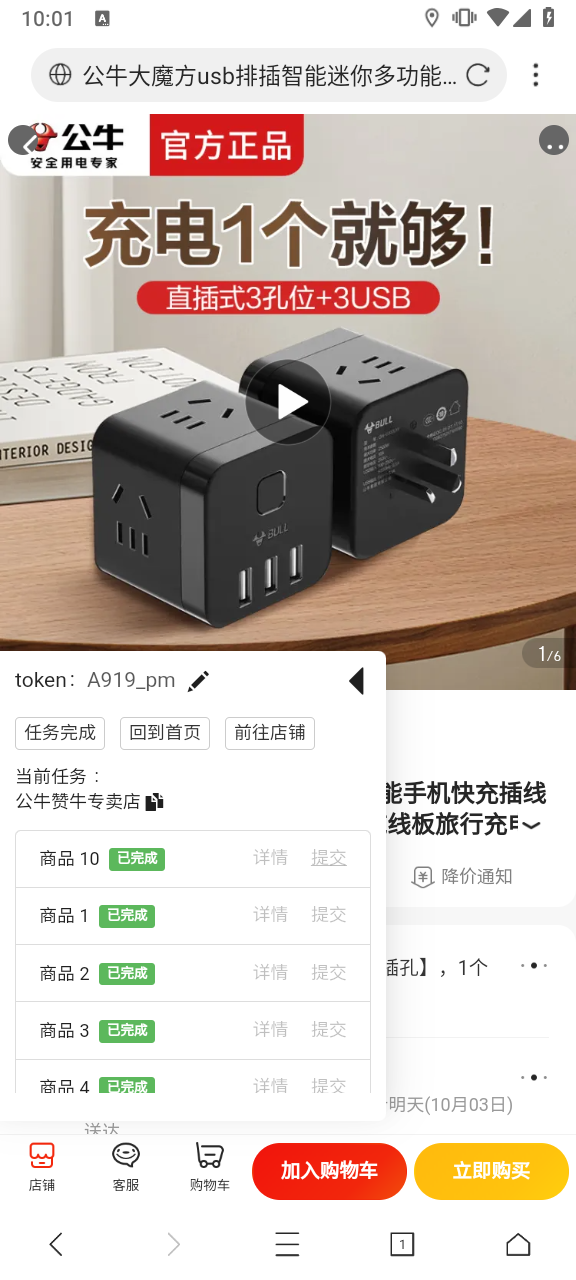 10:01
A
公牛大魔方usb排插智能迷你多功能...
公牛
安全用电专家
官方正品
充电1个就够!
直插式3孔位+3USB
GADGETS FOR
NTERIOR DESIG
BULL
BULL
1/6
token: A919_pm
任务完成 回到首页 前往店铺
当前任务：
公牛赞牛专卖店
能手机快充插线
线板旅行充电
降价通知
商品 10 已完成 详情 提交
商品 1 已完成 详情 提交
商品 2 已完成 详情 提交
插孔】，1个
商品 3 已完成 详情 提交
商品 4 已完成 详情 提交
明天(10月03日)
送达
店铺 客服 购物车 加入购物车 立即购买
1